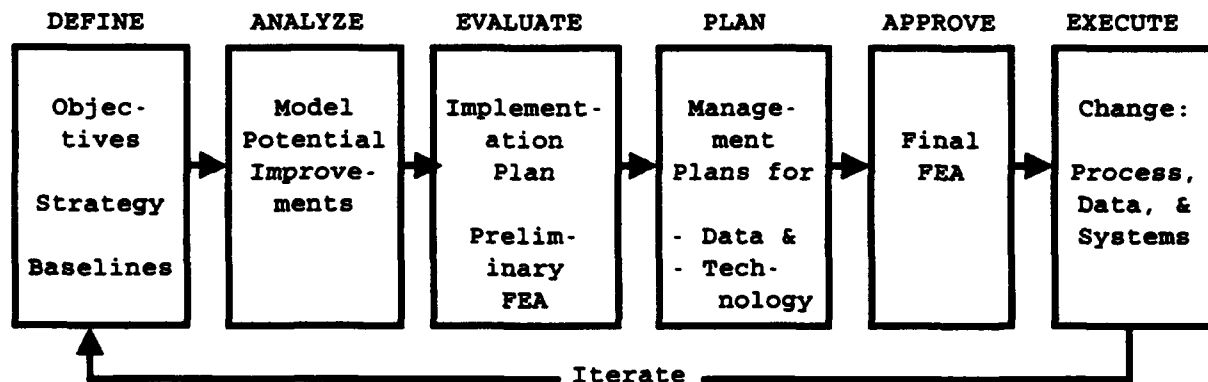 DEFINE ANALYZE EVALUATE PLAN APPROVE EXECUTE
Objec-
tives
Strategy
Baselines
Model
Potential
Improve-
ments
Implement-
ation
Plan
Prelim-
inary
FEA
Manage-
ment
Plans for
- Data &
- Tech-
nology
Final
FEA
Change:
Process,
Data, &
Systems
Iterate